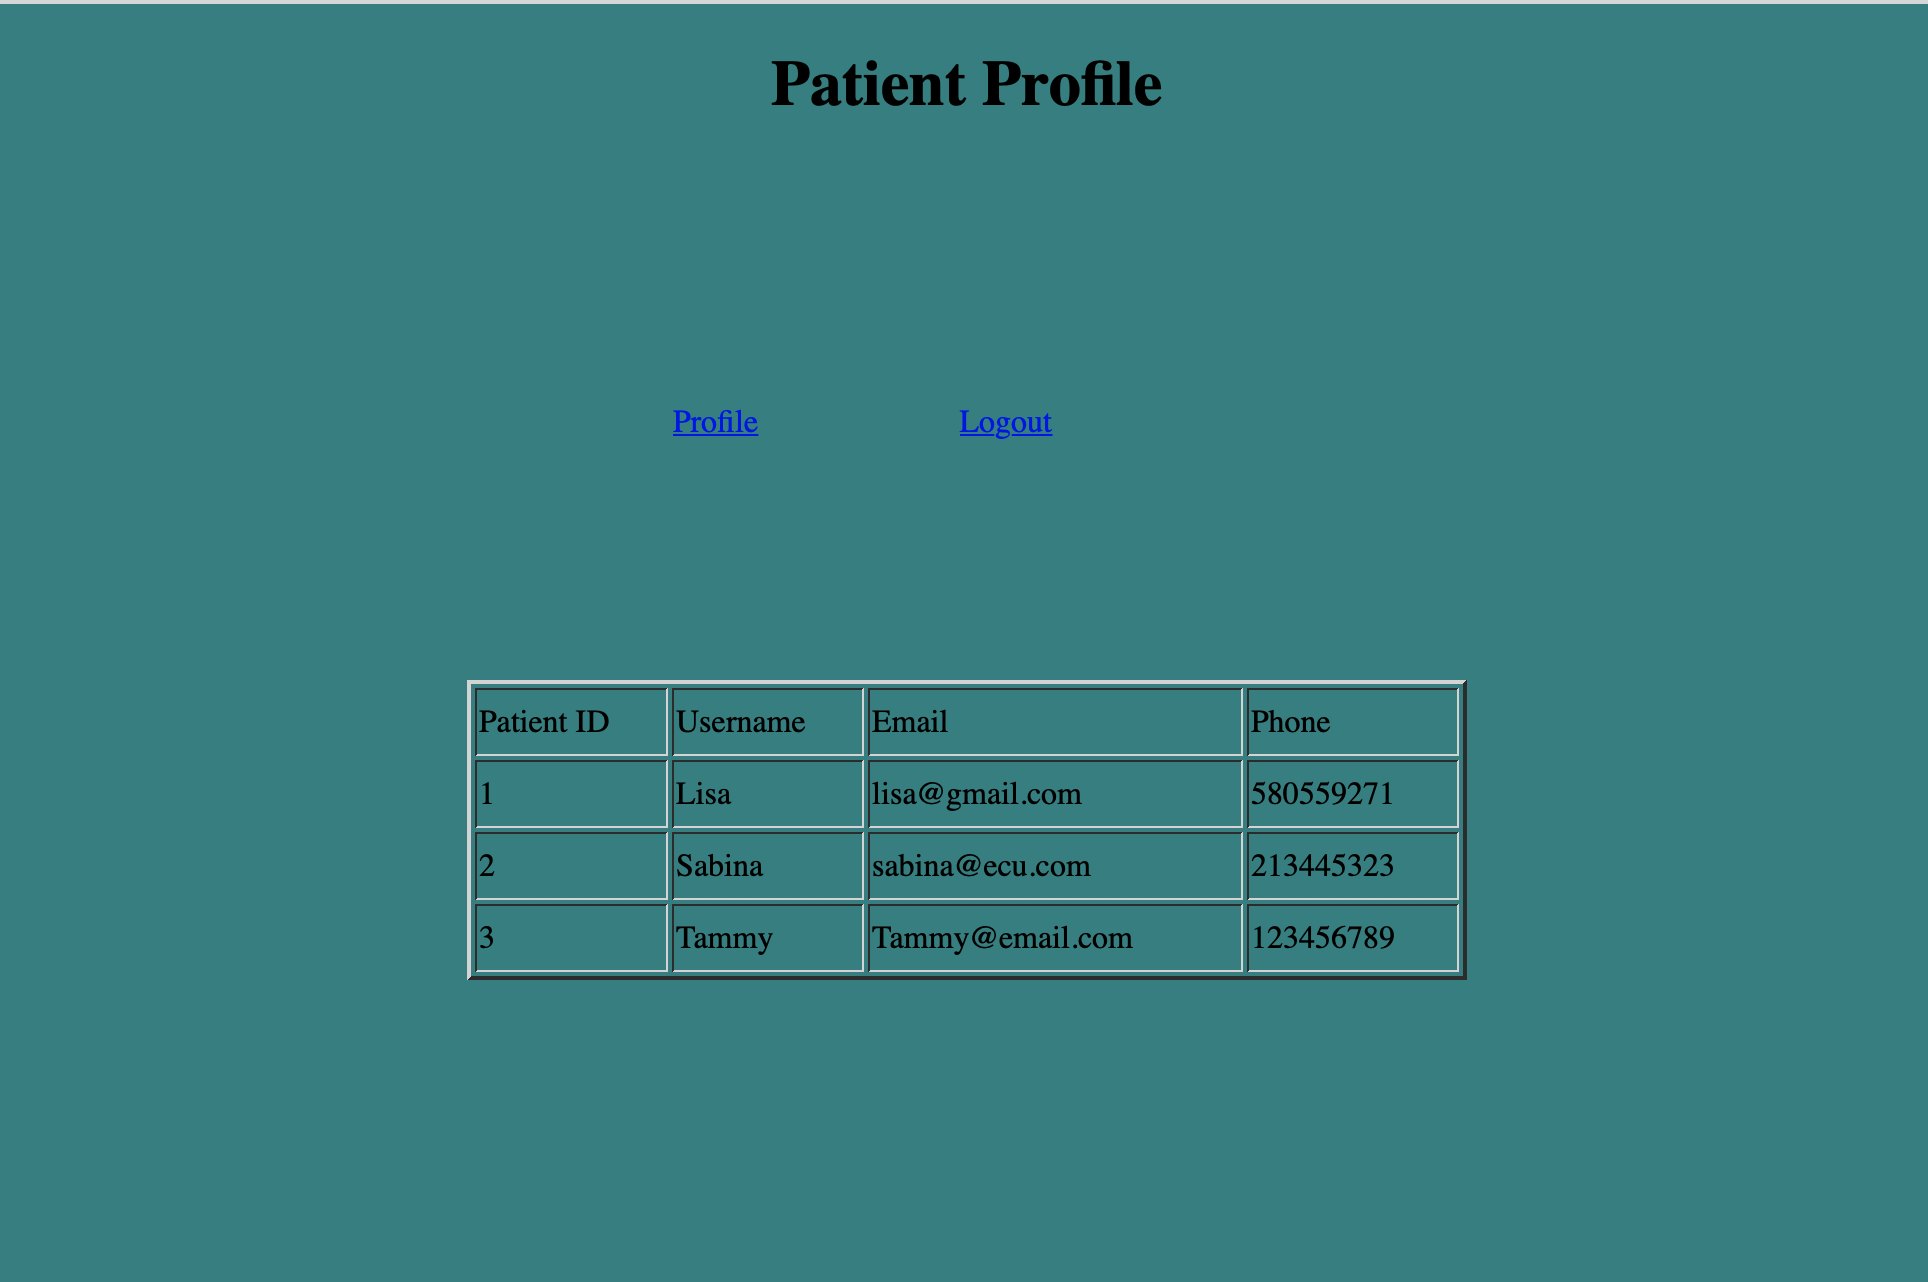 Patient Profile
Profile Logout
Patient ID Username Email Phone
1 Lisa lisa@gmail.com 580559271
2 Sabina sabina@ecu.com 213445323
3 Tammy Tammy@email.com 123456789